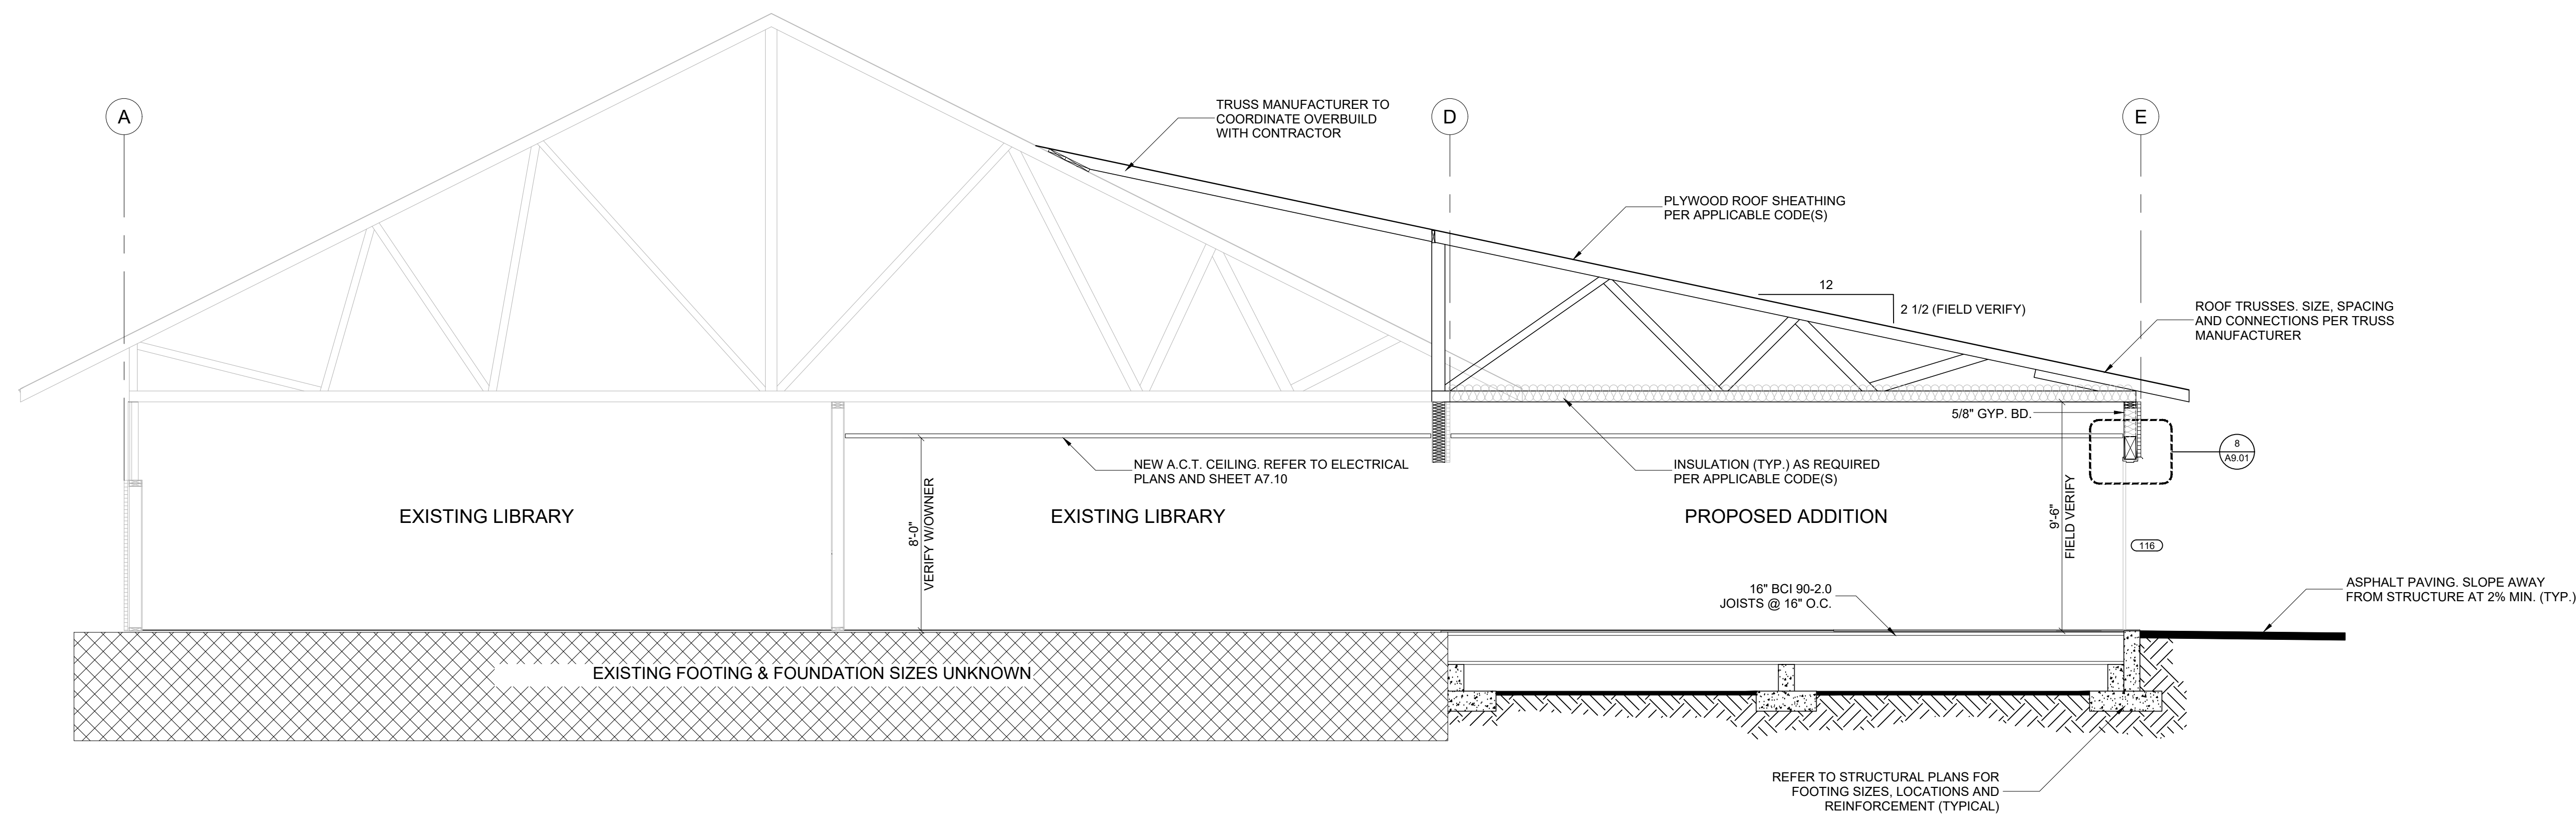 A
D
E
TRUSS MANUFACTURER TO
COORDINATE OVERBUILD
WITH CONTRACTOR
PLYWOOD ROOF SHEATHING
PER APPLICABLE CODE(S)
12
2 1/2 (FIELD VERIFY)
ROOF TRUSSES. SIZE, SPACING
AND CONNECTIONS PER TRUSS
MANUFACTURER
5/8" GYP. BD.
8
A9.01
NEW A.C.T. CEILING. REFER TO ELECTRICAL
PLANS AND SHEET A7.10
INSULATION (TYP.) AS REQUIRED
PER APPLICABLE CODE(S)
EXISTING LIBRARY
EXISTING LIBRARY
PROPOSED ADDITION
8'-0"
VERIFY W/OWNER
9'-6"
FIELD VERIFY
116
16" BCI 90-2.0
JOISTS @ 16" O.C.
ASPHALT PAVING. SLOPE AWAY
FROM STRUCTURE AT 2% MIN. (TYP.)
EXISTING FOOTING & FOUNDATION SIZES UNKNOWN
REFER TO STRUCTURAL PLANS FOR
FOOTING SIZES, LOCATIONS AND
REINFORCEMENT (TYPICAL)